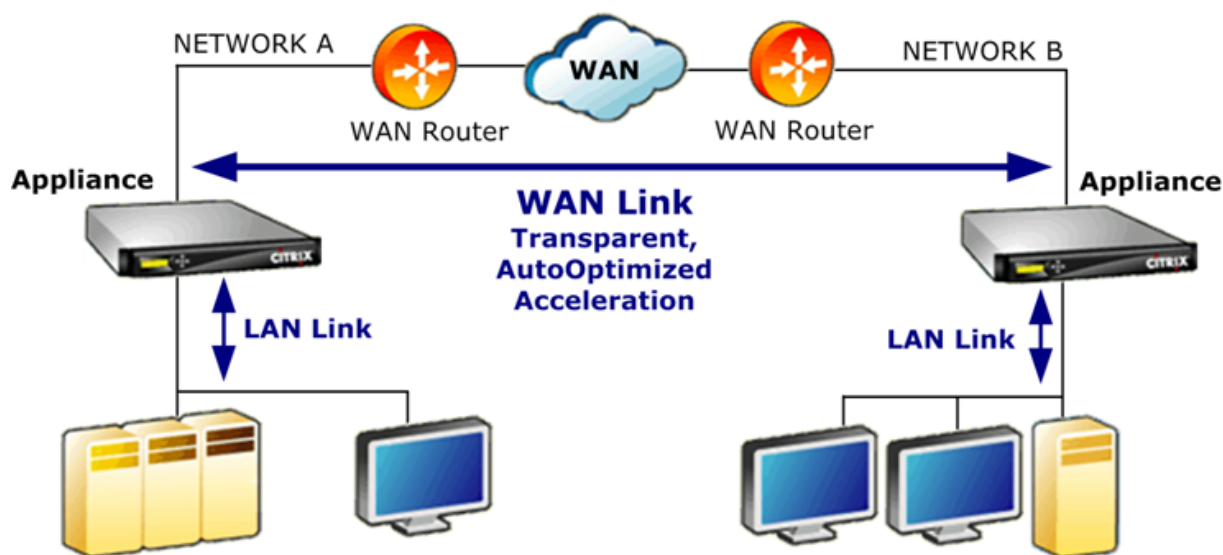 NETWORK A
WAN
NETWORK B
WAN Router
WAN Router
Appliance
Appliance
WAN Link
Transparent,
AutoOptimized
Acceleration
CITRIX
CITRIX
LAN Link
LAN Link